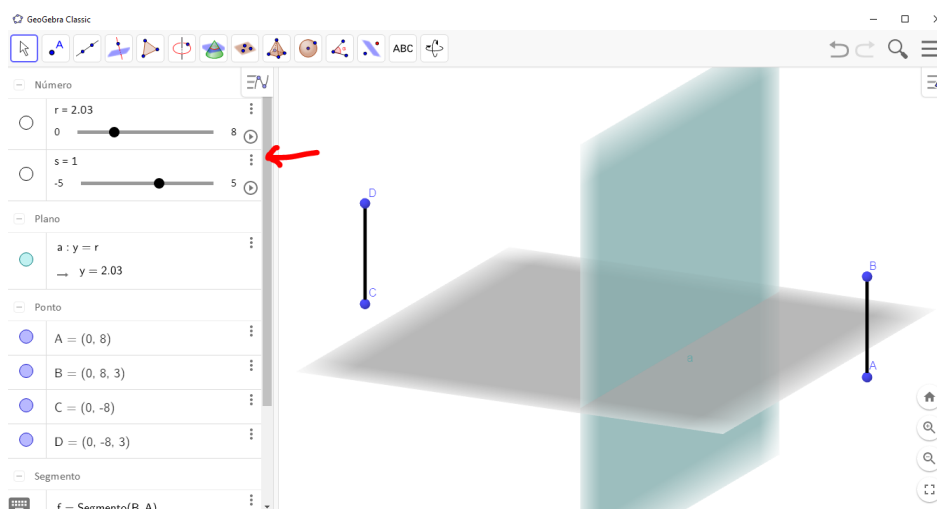 GeoGebra Classic
A
ABC
Número
r = 2.03
0 8
s = 1
-5 5
Plano
a : y = r
→ y = 2.03
Ponto
A = (0, 8)
B = (0, 8, 3)
C = (0, -8)
D = (0, -8, 3)
Segmento
f = Segmento(B, A)
D
C
B
A
a